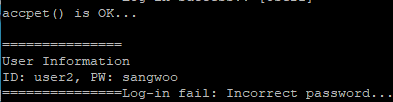 accpet() is OK...
===============
User Information
ID: user2, PW: sangwoo
===============Log-in fail: Incorrect password...